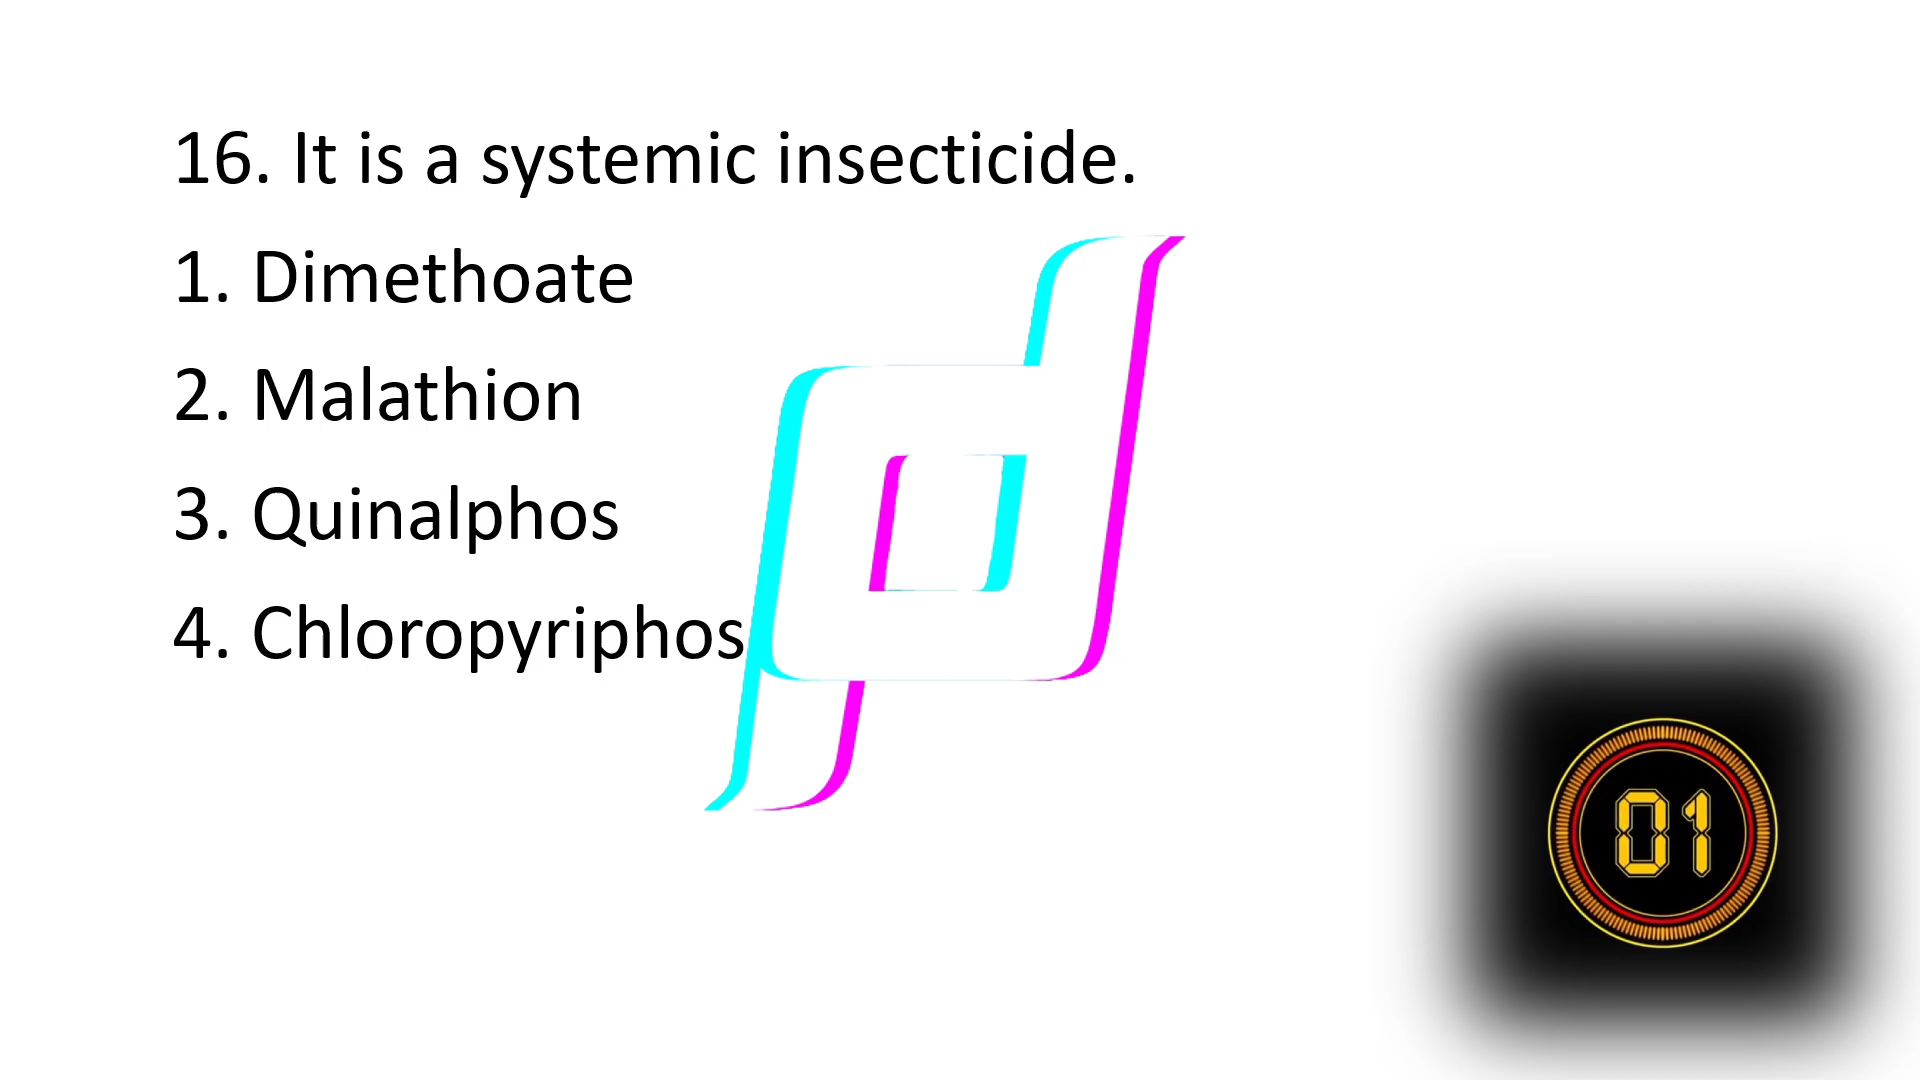 16. It is a systemic insecticide.
1. Dimethoate
2. Malathion
3. Quinalphos
4. Chloropyriphos
01